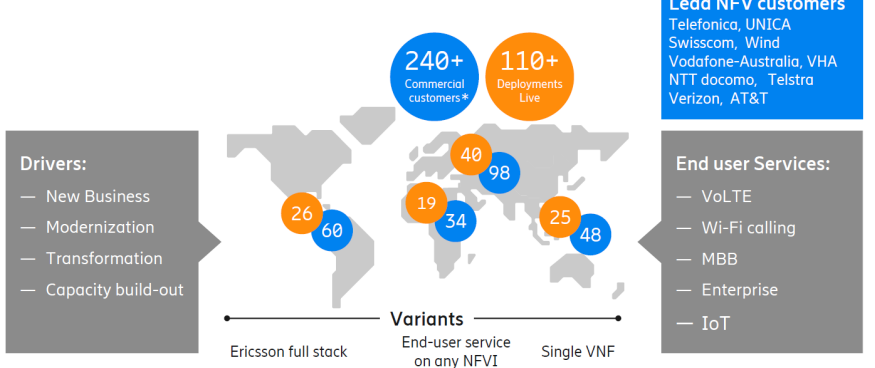 Lead NFV customers
Telefonica, UNICA
Swisscom, Wind
Vodafone-Australia, VHA
NTT docomo, Telstra
Verizon, AT&T
240+
Commercial
customers*
110+
Deployments
Live
Drivers:
— New Business
— Modernization
— Transformation
— Capacity build-out
26
60
19
34
40
98
25
48
End user Services:
— VoLTE
— Wi-Fi calling
— MBB
— Enterprise
— IoT
Variants
Ericsson full stack
End-user service
on any NFVI
Single VNF